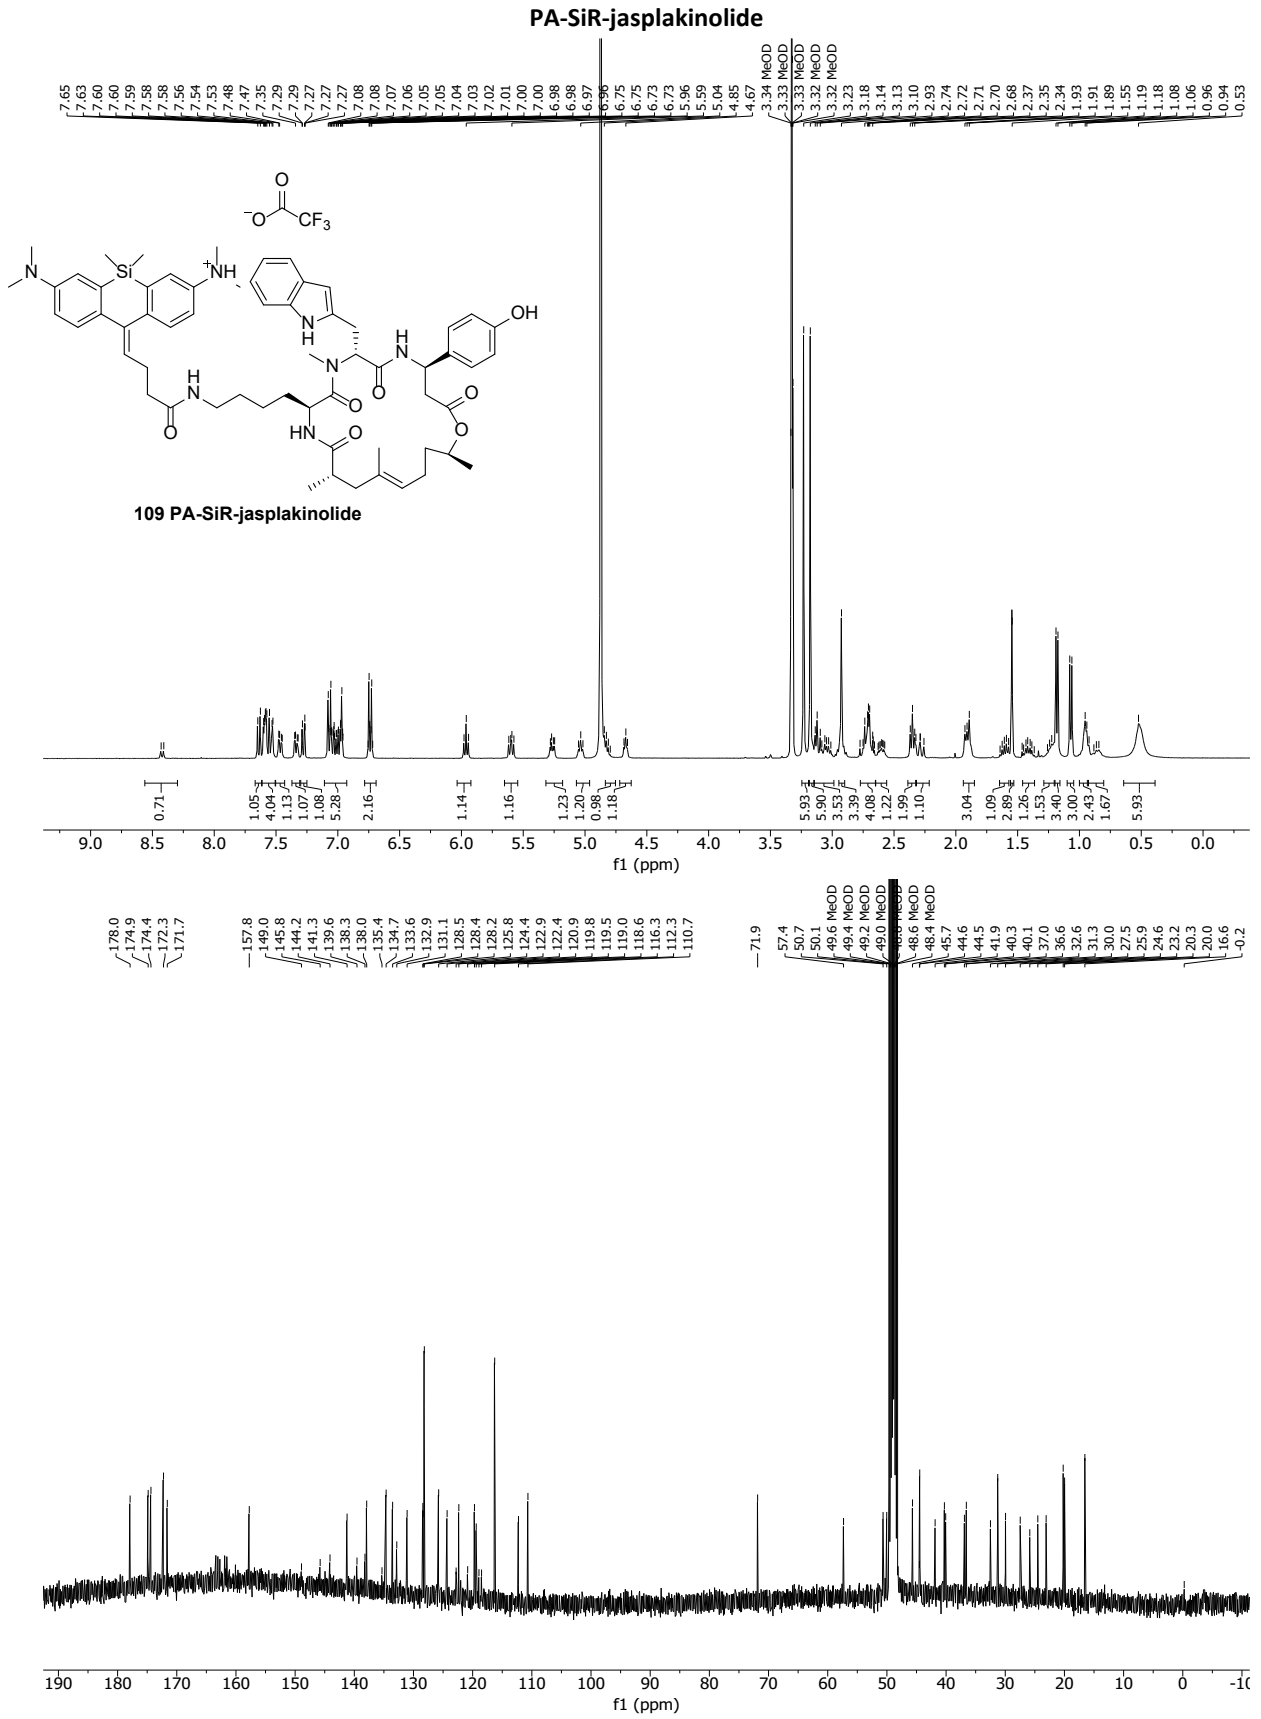 PA-SiR-jasplakinolide
7.65 7.63 7.60 7.60 7.59 7.58 7.58 7.56 7.54 7.53 7.48 7.47 7.35 7.29 7.29 7.27 7.27 7.27 7.08 7.08 7.07 7.06 7.05 7.05 7.04 7.03 7.02 7.01 7.00 7.00 6.98 6.98 6.97 6.96 6.75 6.75 6.73 6.73 5.96 5.59 5.04 4.85 4.67 3.34 MeOD 3.33 MeOD 3.33 MeOD 3.32 MeOD 3.32 MeOD 3.23 3.18 3.14 3.13 3.10 2.93 2.74 2.72 2.71 2.70 2.68 2.37 2.35 2.34 1.93 1.91 1.89 1.55 1.19 1.18 1.08 1.06 0.96 0.94 0.53
O
⁻O CF₃
N Si +NH
N H
OH
H N
N
O
O
O
H N
O
O
HN O
109 PA-SiR-jasplakinolide
0.71 1.05 4.04 1.13 1.07 1.08 5.28 2.16 1.14 1.16 1.23 1.20 0.98 1.18 5.93 5.90 3.53 3.39 4.08 1.22 1.99 1.10 3.04 1.09 2.89 1.26 1.53 3.40 3.00 2.43 1.67 5.93
9.0 8.5 8.0 7.5 7.0 6.5 6.0 5.5 5.0 4.5 4.0 3.5 3.0 2.5 2.0 1.5 1.0 0.5 0.0
f1 (ppm)
178.0 174.9 174.4 172.3 171.7 157.8 149.0 145.8 144.2 141.3 139.6 138.3 138.0 135.4 134.7 133.6 132.9 131.1 128.5 128.4 128.2 125.8 124.4 122.9 122.4 120.9 119.8 119.5 119.0 118.6 116.3 112.3 110.7 71.9 57.4 50.7 50.1 49.6 MeOD 49.4 MeOD 49.2 MeOD 49.0 MeOD 48.6 MeOD 48.4 MeOD 45.7 44.6 44.5 41.9 40.3 40.1 37.0 36.6 32.6 31.3 30.0 27.5 25.9 24.6 23.2 20.3 20.0 16.6 -0.2
190 180 170 160 150 140 130 120 110 100 90 80 70 60 50 40 30 20 10 0 -10
f1 (ppm)